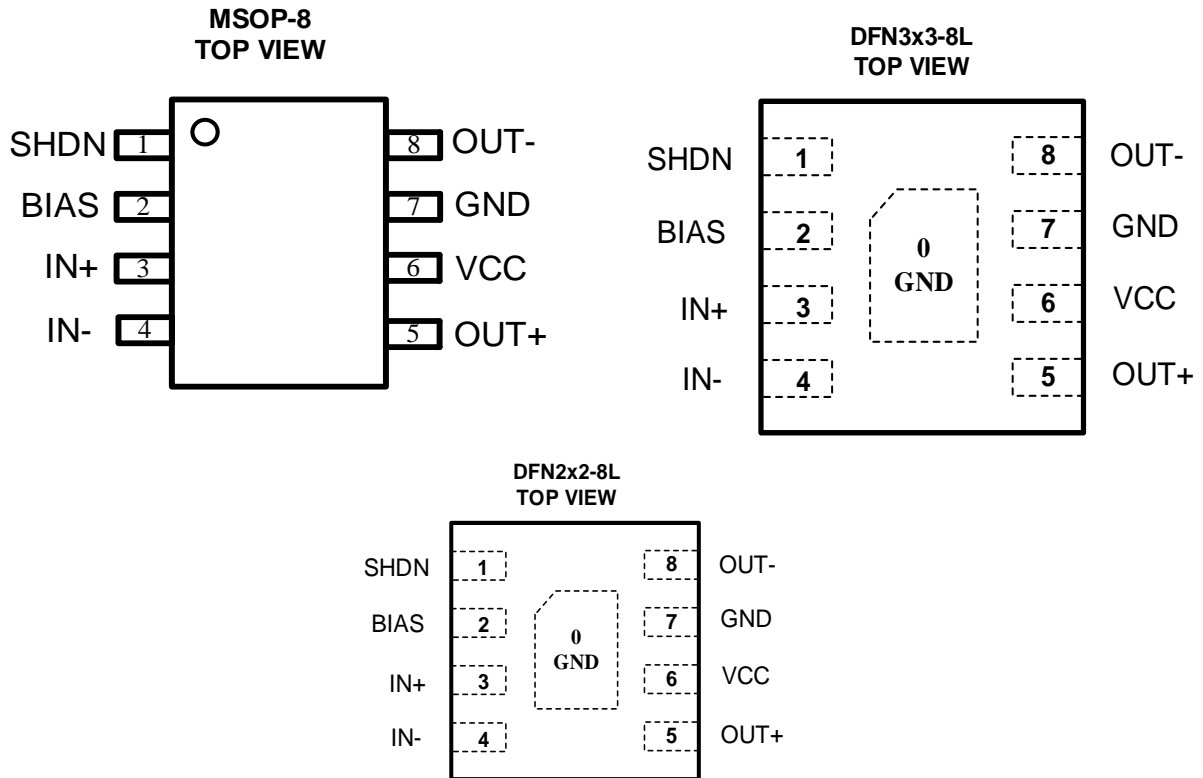 MSOP-8
TOP VIEW
SHDN 1
BIAS 2
IN+ 3
IN- 4
8 OUT-
7 GND
6 VCC
5 OUT+
DFN3x3-8L
TOP VIEW
SHDN 1
BIAS 2
IN+ 3
IN- 4
0
GND
8 OUT-
7 GND
6 VCC
5 OUT+
DFN2x2-8L
TOP VIEW
SHDN 1
BIAS 2
IN+ 3
IN- 4
0
GND
8 OUT-
7 GND
6 VCC
5 OUT+